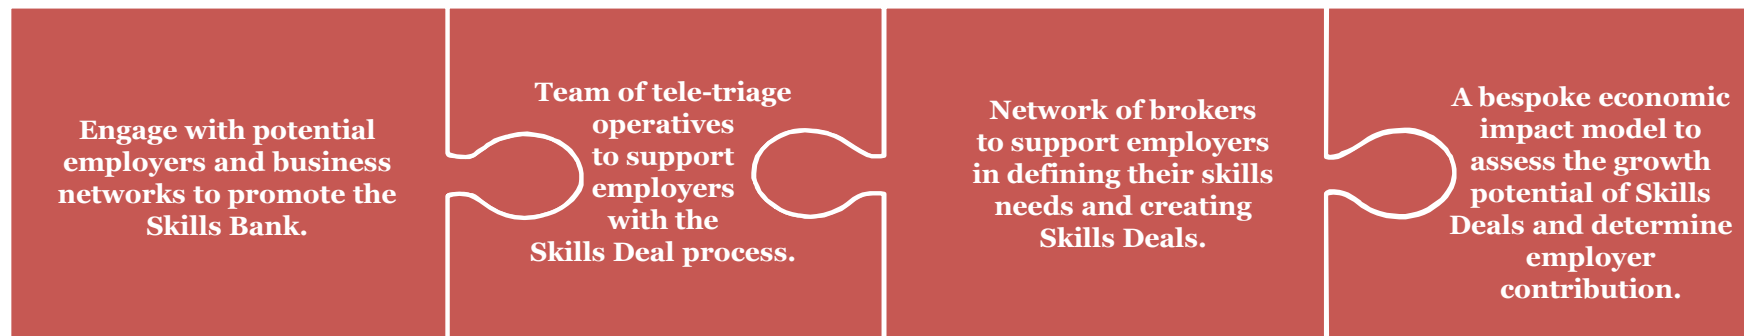 Engage with potential
employers and business
networks to promote the
Skills Bank.
Team of tele-triage
operatives
to support
employers
with the
Skills Deal process.
Network of brokers
to support employers
in defining their skills
needs and creating
Skills Deals.
A bespoke economic
impact model to
assess the growth
potential of Skills
Deals and determine
employer
contribution.